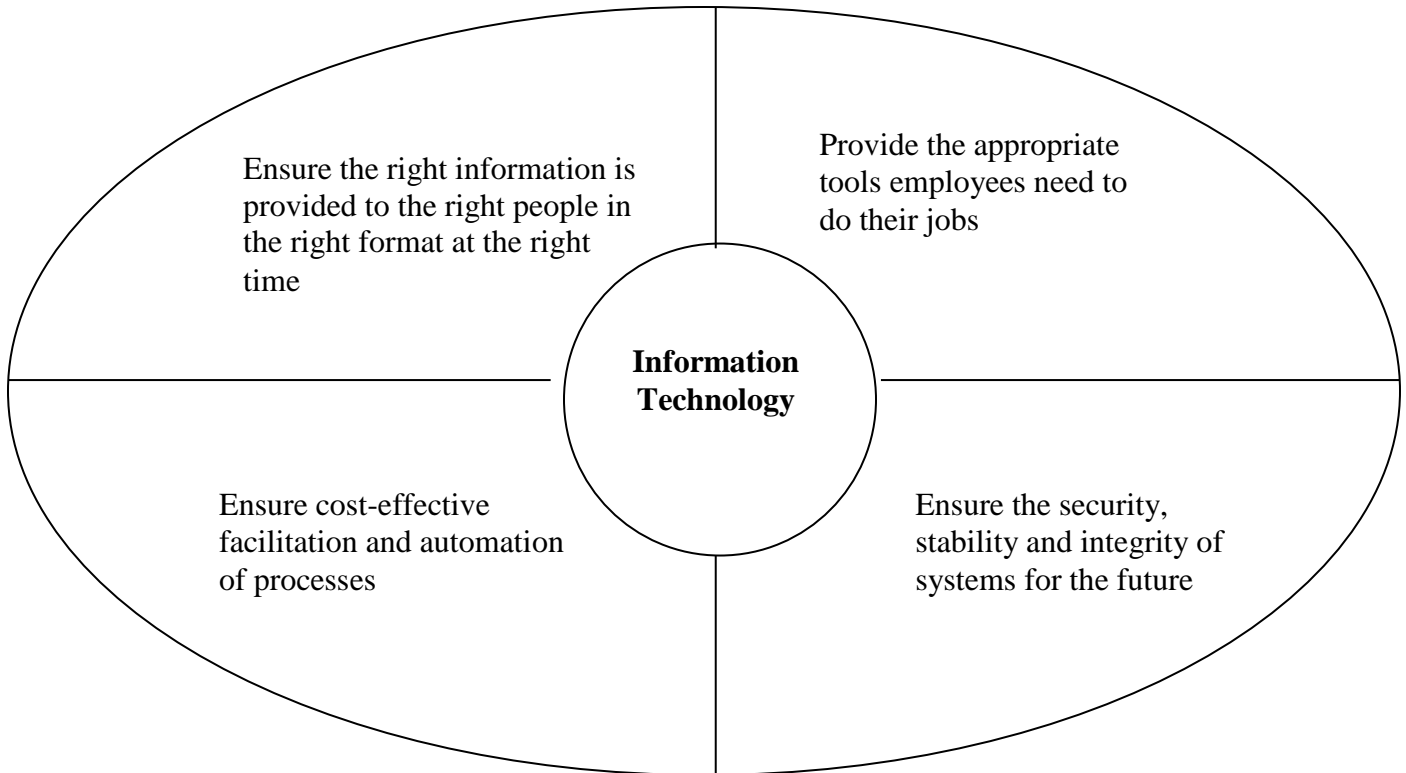 Ensure the right information is
provided to the right people in
the right format at the right
time
Provide the appropriate
tools employees need to
do their jobs
Information
Technology
Ensure cost-effective
facilitation and automation
of processes
Ensure the security,
stability and integrity of
systems for the future